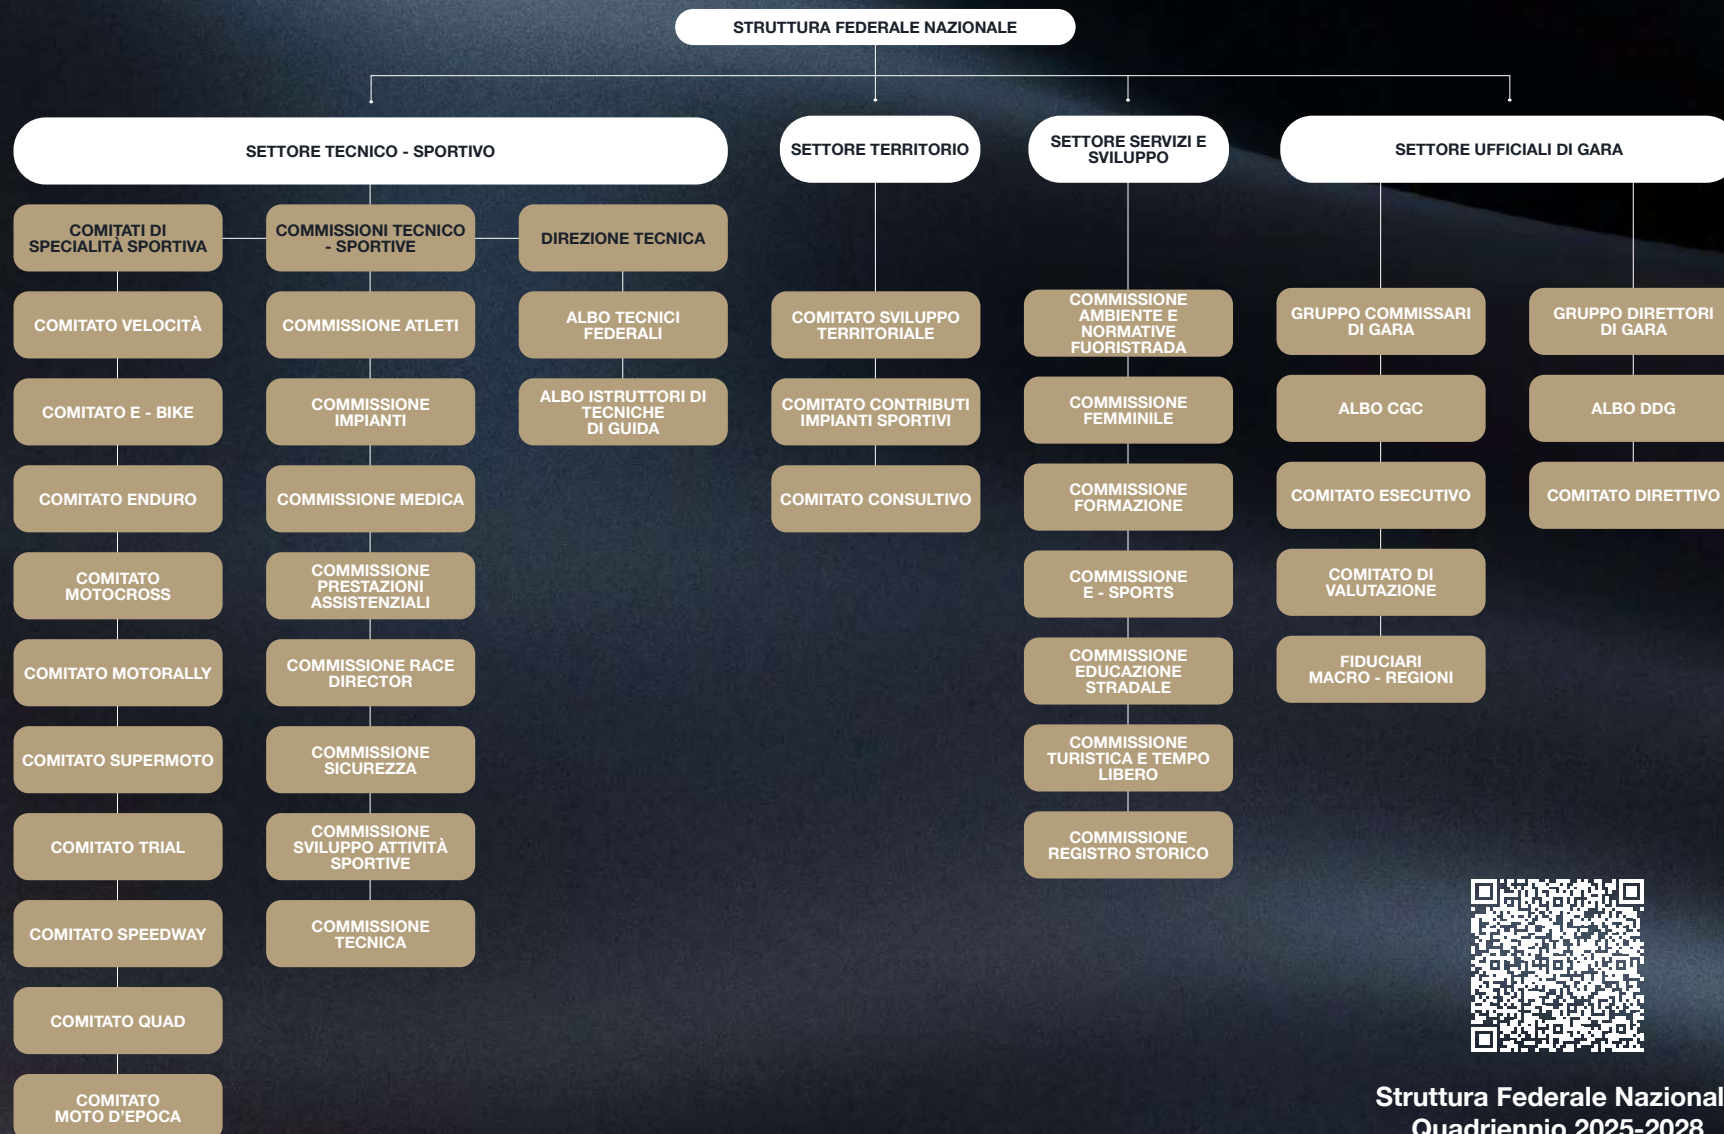 STRUTTURA FEDERALE NAZIONALE
SETTORE TECNICO - SPORTIVO
COMITATI DI
SPECIALITÀ SPORTIVA
COMITATO VELOCITÀ
COMITATO E - BIKE
COMITATO ENDURO
COMITATO
MOTOCROSS
COMITATO MOTORALLY
COMITATO SUPERMOTO
COMITATO TRIAL
COMITATO SPEEDWAY
COMITATO QUAD
COMITATO
MOTO D'EPOCA
COMMISSIONI TECNICO
- SPORTIVE
COMMISSIONE ATLETI
COMMISSIONE
IMPIANTI
COMMISSIONE MEDICA
COMMISSIONE
PRESTAZIONI
ASSISTENZIALI
COMMISSIONE RACE
DIRECTOR
COMMISSIONE
SICUREZZA
COMMISSIONE
SVILUPPO ATTIVITÀ
SPORTIVE
COMMISSIONE
TECNICA
DIREZIONE TECNICA
ALBO TECNICI
FEDERALI
ALBO ISTRUTTORI DI
TECNICHE
DI GUIDA
SETTORE TERRITORIO
COMITATO SVILUPPO
TERRITORIALE
COMITATO CONTRIBUTI
IMPIANTI SPORTIVI
COMITATO CONSULTIVO
SETTORE SERVIZI E
SVILUPPO
COMMISSIONE
AMBIENTE E
NORMATIVE
FUORISTRADA
COMMISSIONE
FEMMINILE
COMMISSIONE
FORMAZIONE
COMMISSIONE
E - SPORTS
COMMISSIONE
EDUCAZIONE
STRADALE
COMMISSIONE
TURISTICA E TEMPO
LIBERO
COMMISSIONE
REGISTRO STORICO
SETTORE UFFICIALI DI GARA
GRUPPO COMMISSARI
DI GARA
ALBO CGC
COMITATO ESECUTIVO
COMITATO DI
VALUTAZIONE
FIDUCIARI
MACRO - REGIONI
GRUPPO DIRETTORI
DI GARA
ALBO DDG
COMITATO DIRETTIVO
Struttura Federale Nazional
Quadriennio 2025-2028